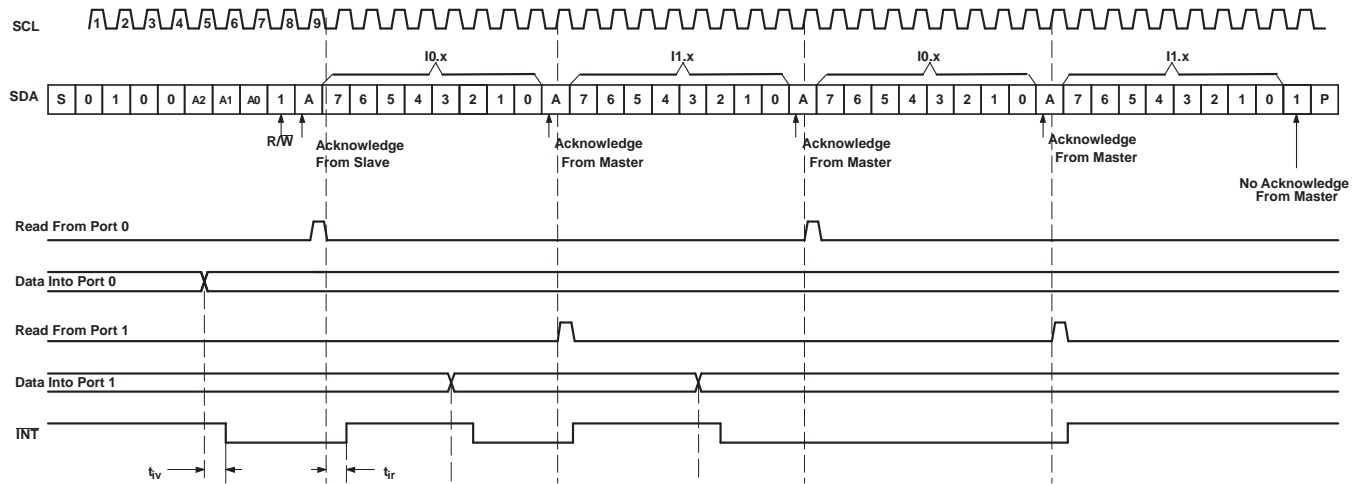 SCL 1 2 3 4 5 6 7 8 9
I0.x I1.x I0.x I1.x
SDA S 0 1 0 0 A2 A1 A0 1 A 7 6 5 4 3 2 1 0 A 7 6 5 4 3 2 1 0 A 7 6 5 4 3 2 1 0 A 7 6 5 4 3 2 1 0 1 P
R/W̅
Acknowledge
From Slave
Acknowledge
From Master
Acknowledge
From Master
Acknowledge
From Master
No Acknowledge
From Master
Read From Port 0
Data Into Port 0
Read From Port 1
Data Into Port 1
I̅N̅T̅
tiv tir